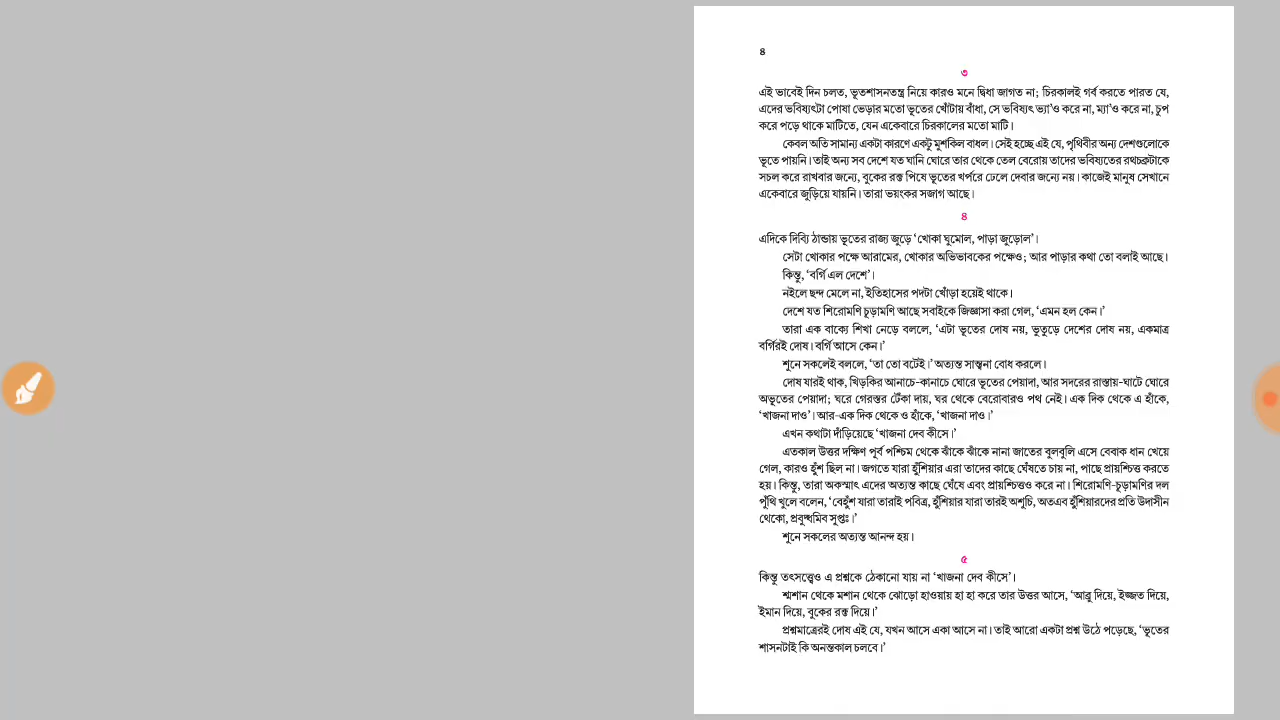 ৪
৩
এই ভাবেই দিন চলত, ভূতশাসনতন্ত্র নিয়ে কারও মনে দ্বিধা জাগত না; চিরকালই গর্ব করতে পারত যে,
এদের ভবিষ্যৎটা পোষা ভেড়ার মতো ভূতের খোঁটায় বাঁধা, সে ভবিষ্যৎ ভ্যা'ও করে না, ম্যা'ও করে না, চুপ
করে পড়ে থাকে মাটিতে, যেন একেবারে চিরকালের মতো মাটি।
কেবল অতি সামান্য একটা কারণে একটু মুশকিল বাধল। সেই হচ্ছে এই যে, পৃথিবীর অন্য দেশগুলোকে
ভূতে পায়নি। তাই অন্য সব দেশে যত ঘানি ঘোরে তার থেকে তেল বেরোয় তাদের ভবিষ্যতের রথচক্রটাকে
সচল করে রাখবার জন্যে, বুকের রক্ত পিষে ভূতের খর্পরে ঢেলে দেবার জন্যে নয়। কাজেই মানুষ সেখানে
একেবারে জুড়িয়ে যায়নি। তারা ভয়ংকর সজাগ আছে।
৪
এদিকে দিব্যি ঠান্ডায় ভূতের রাজ্য জুড়ে ‘খোকা ঘুমোল, পাড়া জুড়োল’।
সেটা খোকার পক্ষে আরামের, খোকার অভিভাবকের পক্ষেও; আর পাড়ার কথা তো বলাই আছে।
কিন্তু, ‘বর্গি এল দেশে’।
নইলে ছন্দ মেলে না, ইতিহাসের পদটা খোঁড়া হয়েই থাকে।
দেশে যত শিরোমণি চূড়ামণি আছে সবাইকে জিজ্ঞাসা করা গেল, ‘এমন হল কেন।’
তারা এক বাক্যে শিখা নেড়ে বললে, ‘এটা ভূতের দোষ নয়, ভুতুড়ে দেশের দোষ নয়, একমাত্র
বর্গিরই দোষ। বর্গি আসে কেন।’
শুনে সকলেই বললে, ‘তা তো বটেই।’ অত্যন্ত সান্ত্বনা বোধ করলে।
দোষ যারই থাক, খিড়কির আনাচে-কানাচে ঘোরে ভূতের পেয়াদা, আর সদরের রাস্তায়-ঘাটে ঘোরে
অভূতের পেয়াদা; ঘরে গেরস্তর টেঁকা দায়, ঘর থেকে বেরোবারও পথ নেই। এক দিক থেকে এ হাঁকে,
‘খাজনা দাও’। আর-এক দিক থেকে ও হাঁকে, ‘খাজনা দাও।’
এখন কথাটা দাঁড়িয়েছে ‘খাজনা দেব কীসে।’
এতকাল উত্তর দক্ষিণ পূর্ব পশ্চিম থেকে ঝাঁকে ঝাঁকে নানা জাতের বুলবুলি এসে বেবাক ধান খেয়ে
গেল, কারও হুঁশ ছিল না। জগতে যারা হুঁশিয়ার এরা তাদের কাছে ঘেঁষতে চায় না, পাছে প্রায়শ্চিত্ত করতে
হয়। কিন্তু, তারা অকস্মাৎ এদের অত্যন্ত কাছে ঘেঁষে এবং প্রায়শ্চিত্তও করে না। শিরোমণি-চূড়ামণির দল
পুঁথি খুলে বলেন, ‘বেহুঁশ যারা তারাই পবিত্র, হুঁশিয়ার যারা তারই অশুচি, অতএব হুঁশিয়ারদের প্রতি উদাসীন
থেকো, প্রবুদ্ধমিব সুপ্তঃ।’
শুনে সকলের অত্যন্ত আনন্দ হয়।
৫
কিন্তু তৎসত্ত্বেও এ প্রশ্নকে ঠেকানো যায় না ‘খাজনা দেব কীসে’।
শ্মশান থেকে মশান থেকে ঝোড়ো হাওয়ায় হা হা করে তার উত্তর আসে, ‘আব্রু দিয়ে, ইজ্জত দিয়ে,
ইমান দিয়ে, বুকের রক্ত দিয়ে।’
প্রশ্নমাত্রেরই দোষ এই যে, যখন আসে একা আসে না। তাই আরো একটা প্রশ্ন উঠে পড়েছে, ‘ভূতের
শাসনটাই কি অনন্তকাল চলবে।’